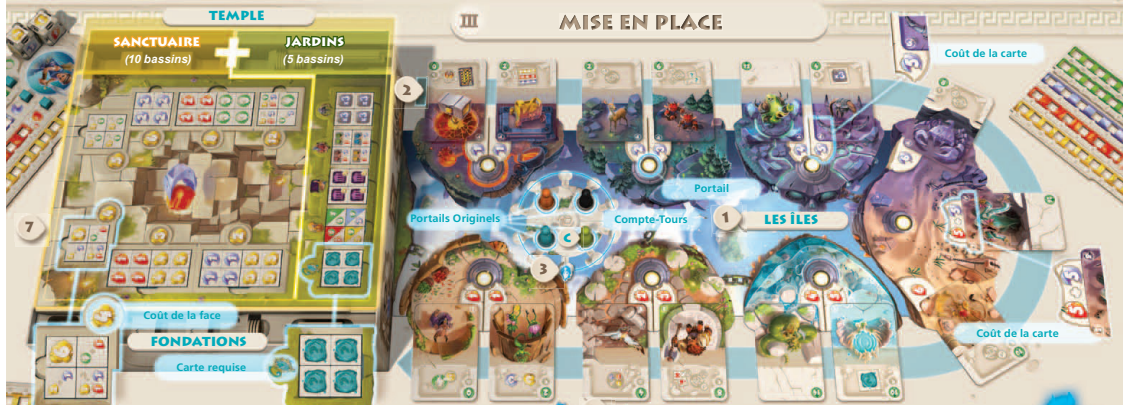 TEMPLE
III
MISE EN PLACE
SANCTUAIRE
(10 bassins)
JARDINS
(5 bassins)
Coût de la carte
2
Portail
Portails Originels
Compte-Tours
1
LES ÎLES
7
C
3
Coût de la face
FONDATIONS
Carte requise
Coût de la carte